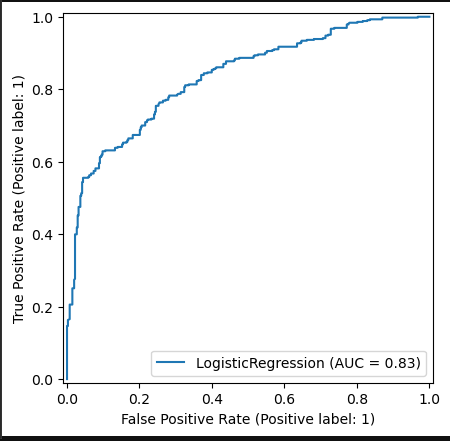 1.0
0.8
0.6
0.4
0.2
0.0
True Positive Rate (Positive label: 1)
LogisticRegression (AUC = 0.83)
0.0 0.2 0.4 0.6 0.8 1.0
False Positive Rate (Positive label: 1)